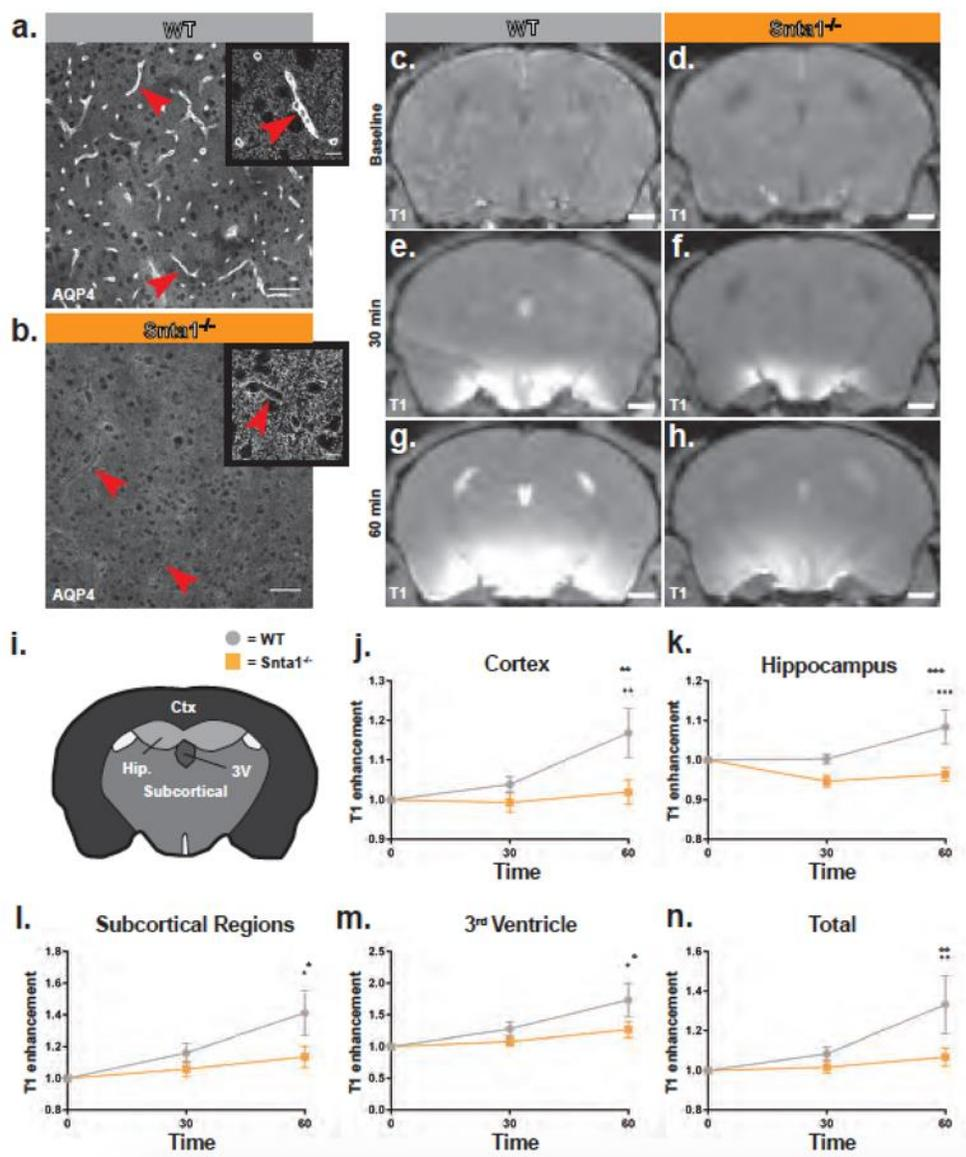 a.
WT
AQP4
b.
Snta1-/-
AQP4
WT
Snta1-/-
Baseline
c.
T1
d.
T1
30 min
e.
T1
f.
T1
60 min
g.
T1
h.
T1
i.
= WT
= Snta1-/-
Ctx
Hip.
3V
Subcortical
j.
Cortex
**
**
T1 enhancement
1.3
1.2
1.1
1.0
0.9
0
30
60
Time
k.
Hippocampus
***
***
T1 enhancement
1.2
1.1
1.0
0.9
0.8
0
30
60
Time
l.
Subcortical Regions
*
*
T1 enhancement
1.8
1.6
1.4
1.2
1.0
0.8
0
30
60
Time
m.
3rd Ventricle
*
*
T1 enhancement
2.5
2.0
1.5
1.0
0.5
0.0
0
30
60
Time
n.
Total
**
**
T1 enhancement
1.6
1.4
1.2
1.0
0.8
0
30
60
Time